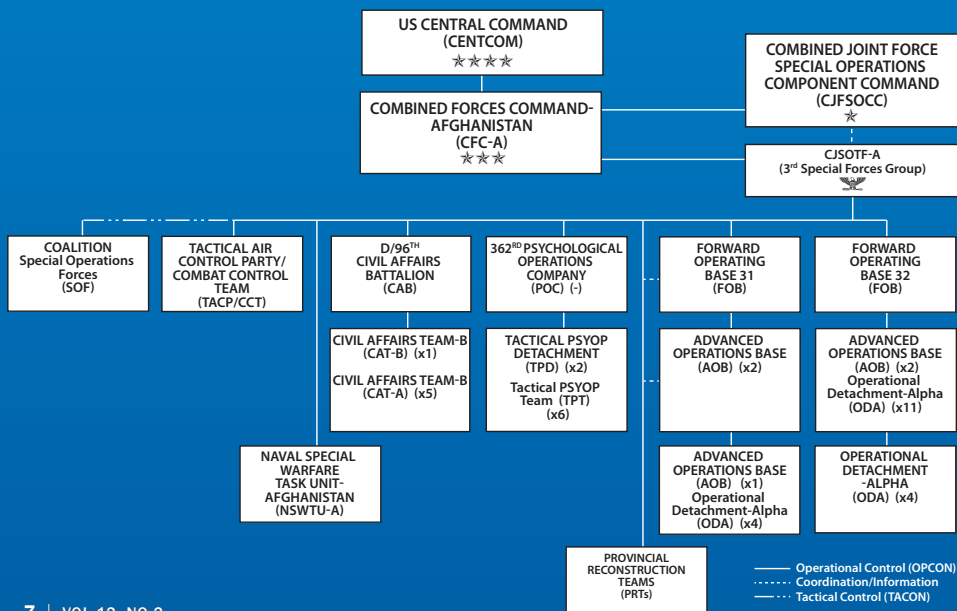 US CENTRAL COMMAND
(CENTCOM)
COMBINED JOINT FORCE
SPECIAL OPERATIONS
COMPONENT COMMAND
(CJFSOCC)
COMBINED FORCES COMMAND-
AFGHANISTAN
(CFC-A)
CJSOTF-A
(3rd Special Forces Group)
COALITION
Special Operations
Forces
(SOF)
TACTICAL AIR
CONTROL PARTY/
COMBAT CONTROL
TEAM
(TACP/CCT)
D/96TH
CIVIL AFFAIRS
BATTALION
(CAB)
362RD PSYCHOLOGICAL
OPERATIONS
COMPANY
(POC) (-)
FORWARD
OPERATING
BASE 31
(FOB)
FORWARD
OPERATING
BASE 32
(FOB)
CIVIL AFFAIRS TEAM-B
(CAT-B) (x1)
CIVIL AFFAIRS TEAM-B
(CAT-A) (x5)
TACTICAL PSYOP
DETACHMENT
(TPD) (x2)
Tactical PSYOP
Team (TPT)
(x6)
ADVANCED
OPERATIONS BASE
(AOB) (x2)
ADVANCED
OPERATIONS BASE
(AOB) (x2)
Operational
Detachment-Alpha
(ODA) (x11)
NAVAL SPECIAL
WARFARE
TASK UNIT-
AFGHANISTAN
(NSWTU-A)
ADVANCED
OPERATIONS BASE
(AOB) (x1)
Operational
Detachment-Alpha
(ODA) (x4)
OPERATIONAL
DETACHMENT
-ALPHA
(ODA) (x4)
PROVINCIAL
RECONSTRUCTION
TEAMS
(PRTs)
Operational Control (OPCON)
Coordination/Information
Tactical Control (TACON)